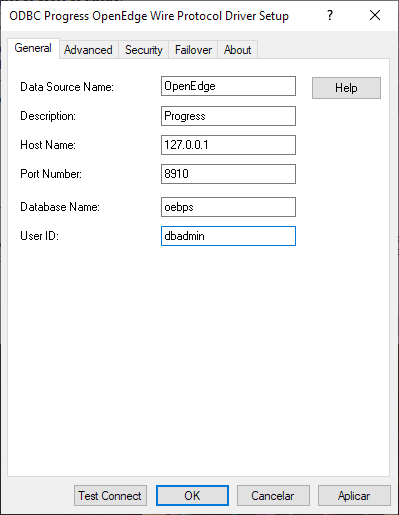 ODBC Progress OpenEdge Wire Protocol Driver Setup ?
General Advanced Security Failover About
Data Source Name: OpenEdge Help
Description: Progress
Host Name: 127.0.0.1
Port Number: 8910
Database Name: oebps
User ID: dbadmin
Test Connect OK Cancelar Aplicar